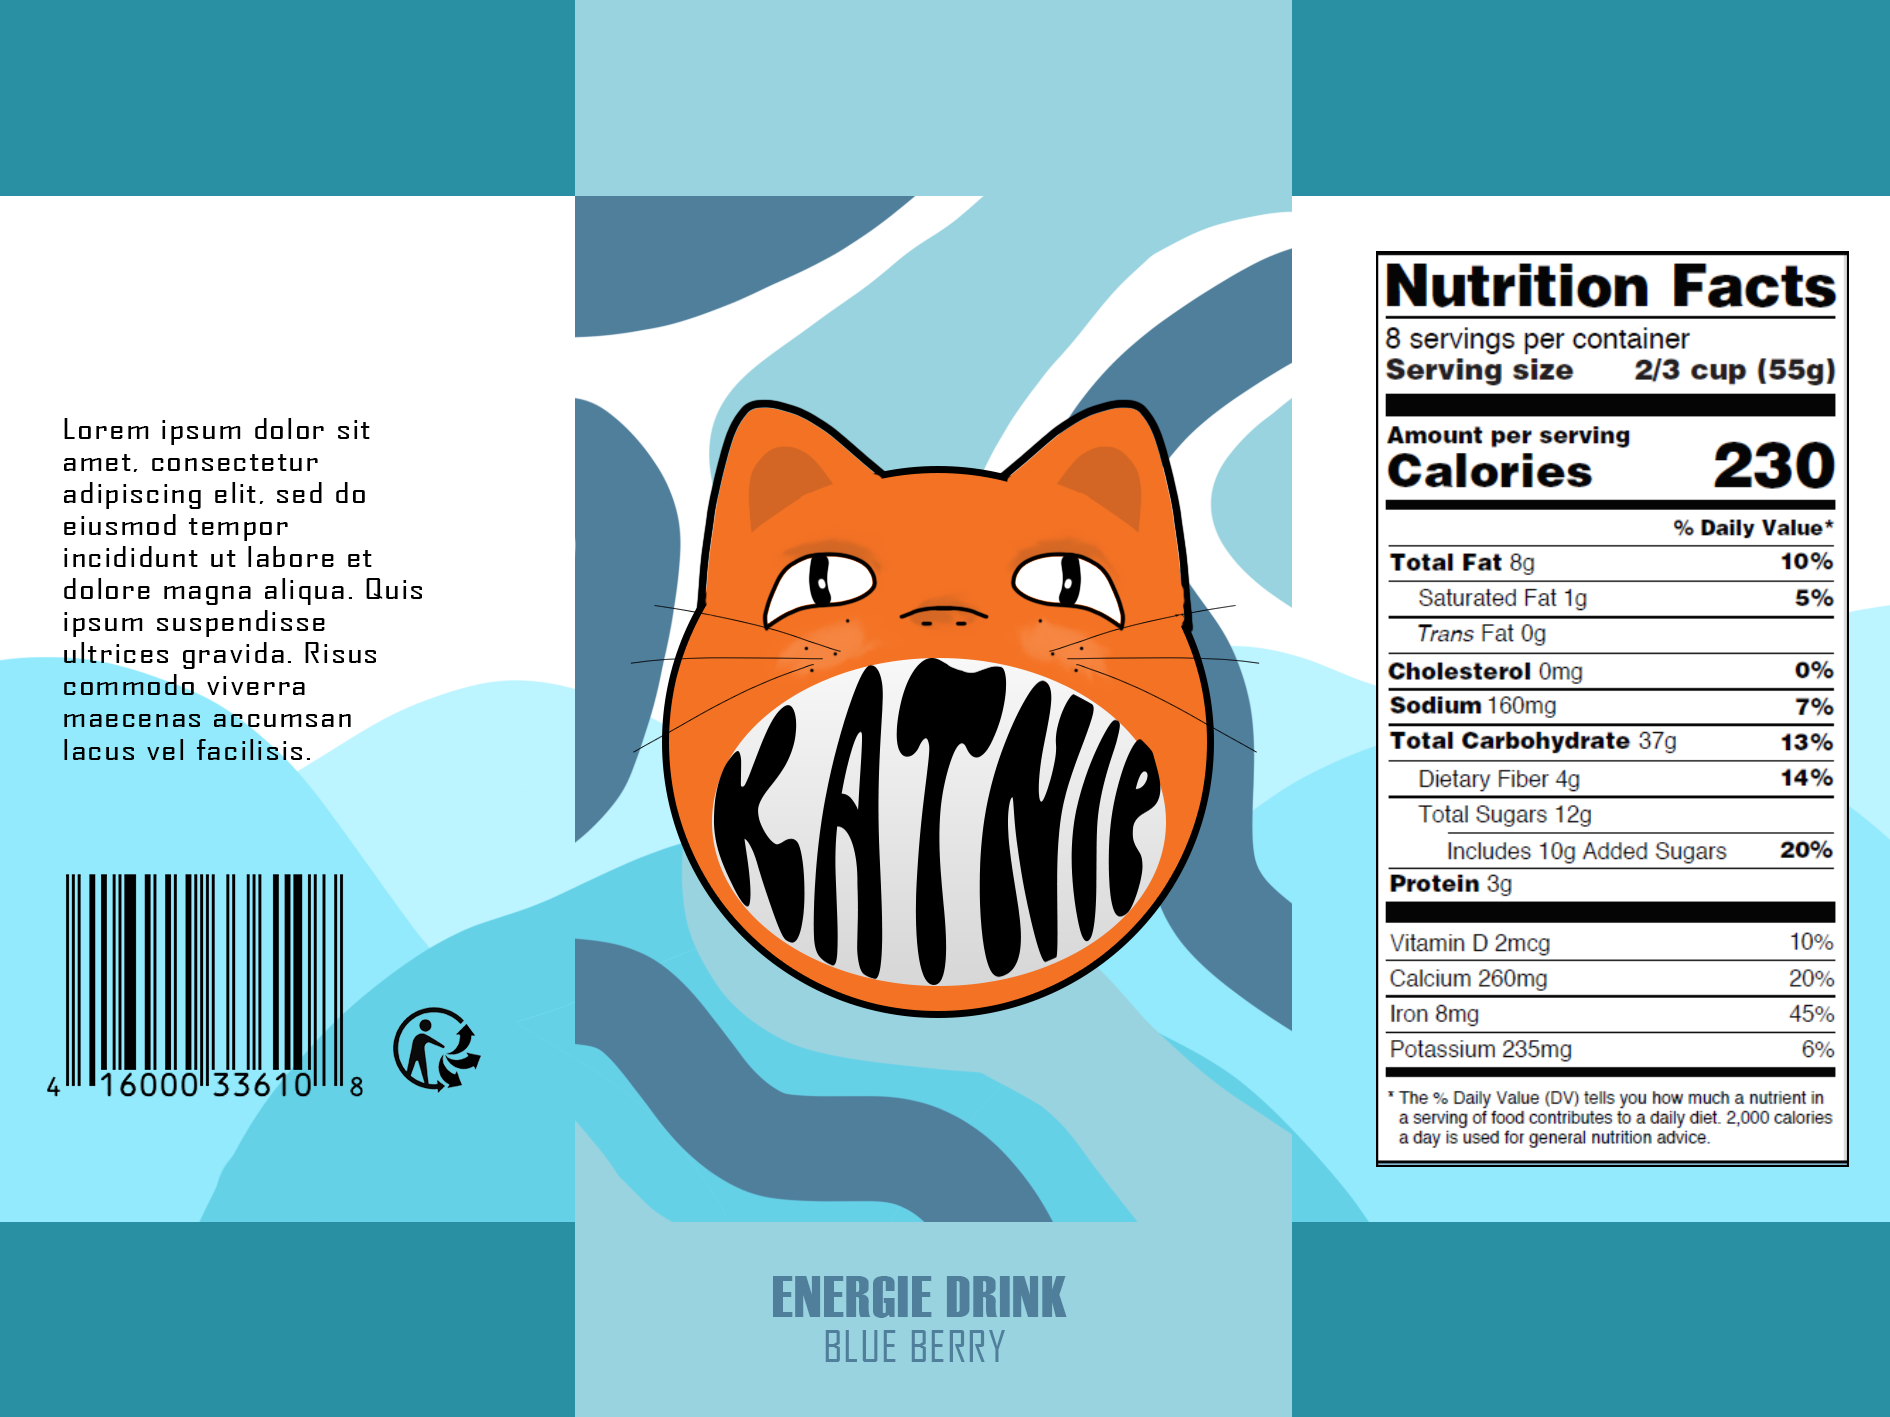 Lorem ipsum dolor sit
amet, consectetur
adipiscing elit, sed do
eiusmod tempor
incididunt ut labore et
dolore magna aliqua. Quis
ipsum suspendisse
ultrices gravida. Risus
commodo viverra
maecenas accumsan
lacus vel facilisis.
4 16000 33610 8
KATNIP
ENERGIE DRINK
BLUE BERRY
Nutrition Facts
8 servings per container
Serving size 2/3 cup (55g)
Amount per serving
Calories 230
% Daily Value*
Total Fat 8g 10%
Saturated Fat 1g 5%
Trans Fat 0g
Cholesterol 0mg 0%
Sodium 160mg 7%
Total Carbohydrate 37g 13%
Dietary Fiber 4g 14%
Total Sugars 12g
Includes 10g Added Sugars 20%
Protein 3g
Vitamin D 2mcg 10%
Calcium 260mg 20%
Iron 8mg 45%
Potassium 235mg 6%
* The % Daily Value (DV) tells you how much a nutrient in
a serving of food contributes to a daily diet. 2,000 calories
a day is used for general nutrition advice.